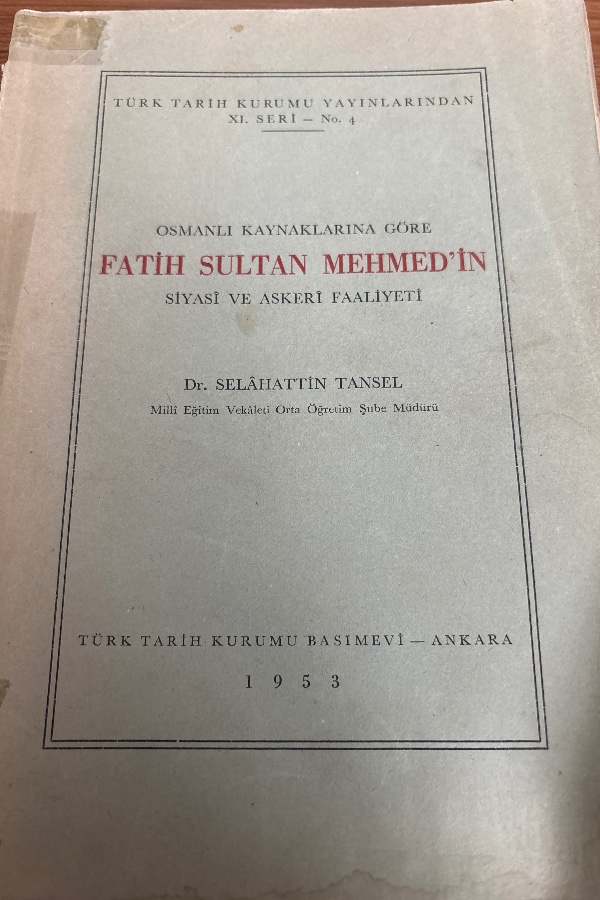 TÜRK TARİH KURUMU YAYINLARINDAN
XI. SERİ — No. 4
OSMANLI KAYNAKLARINA GÖRE
FATİH SULTAN MEHMED'İN
SİYASÎ VE ASKERÎ FAALİYETİ
Dr. SELÂHATTİN TANSEL
Millî Eğitim Vekâleti Orta Öğretim Şube Müdürü
TÜRK TARİH KURUMU BASIMEVİ — ANKARA
1953